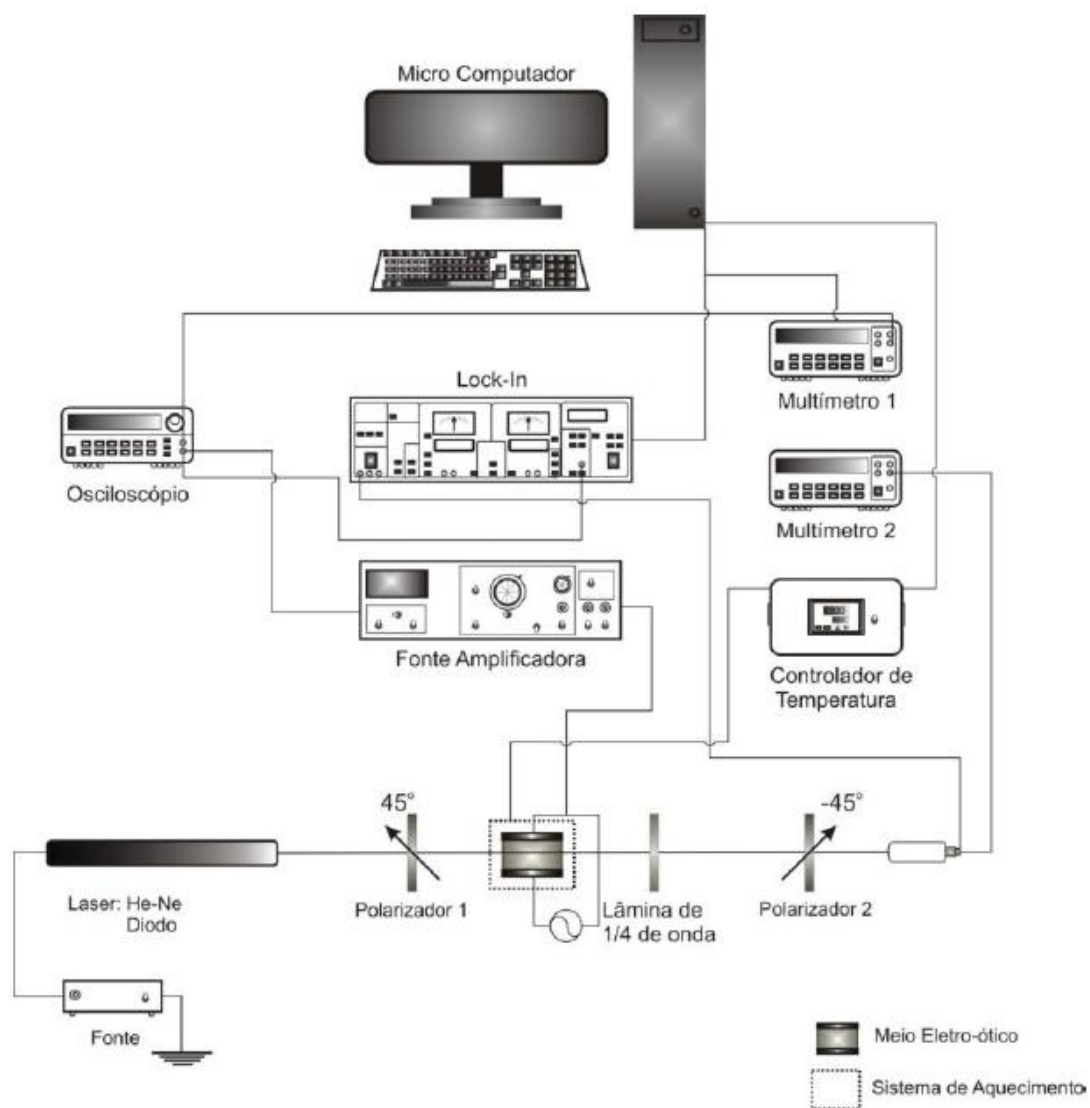 Micro Computador
Lock-In
Multímetro 1
Osciloscópio
Multímetro 2
Fonte Amplificadora
Controlador de
Temperatura
45°
-45°
Laser: He-Ne
Diodo
Polarizador 1
Lâmina de
1/4 de onda
Polarizador 2
Fonte
Meio Eletro-ótico
Sistema de Aquecimento